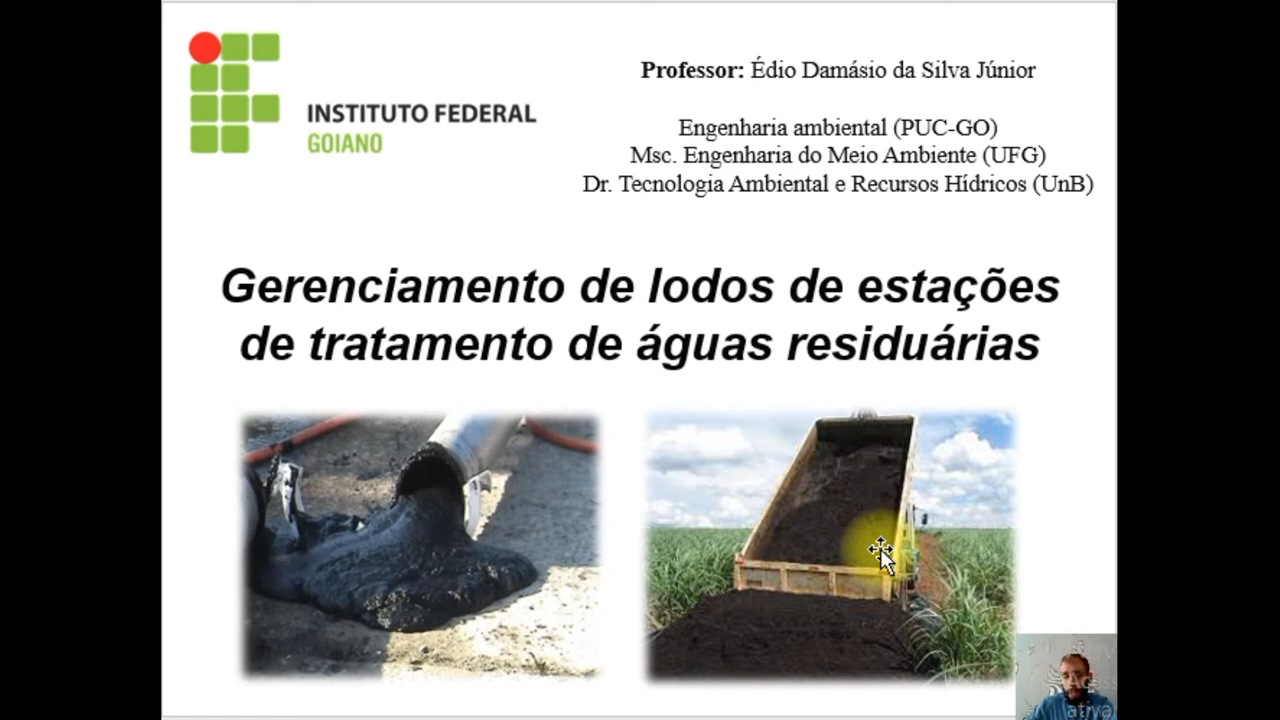 INSTITUTO FEDERAL
GOIANO
Professor: Édio Damásio da Silva Júnior
Engenharia ambiental (PUC-GO)
Msc. Engenharia do Meio Ambiente (UFG)
Dr. Tecnologia Ambiental e Recursos Hídricos (UnB)
Gerenciamento de lodos de estações
de tratamento de águas residuárias